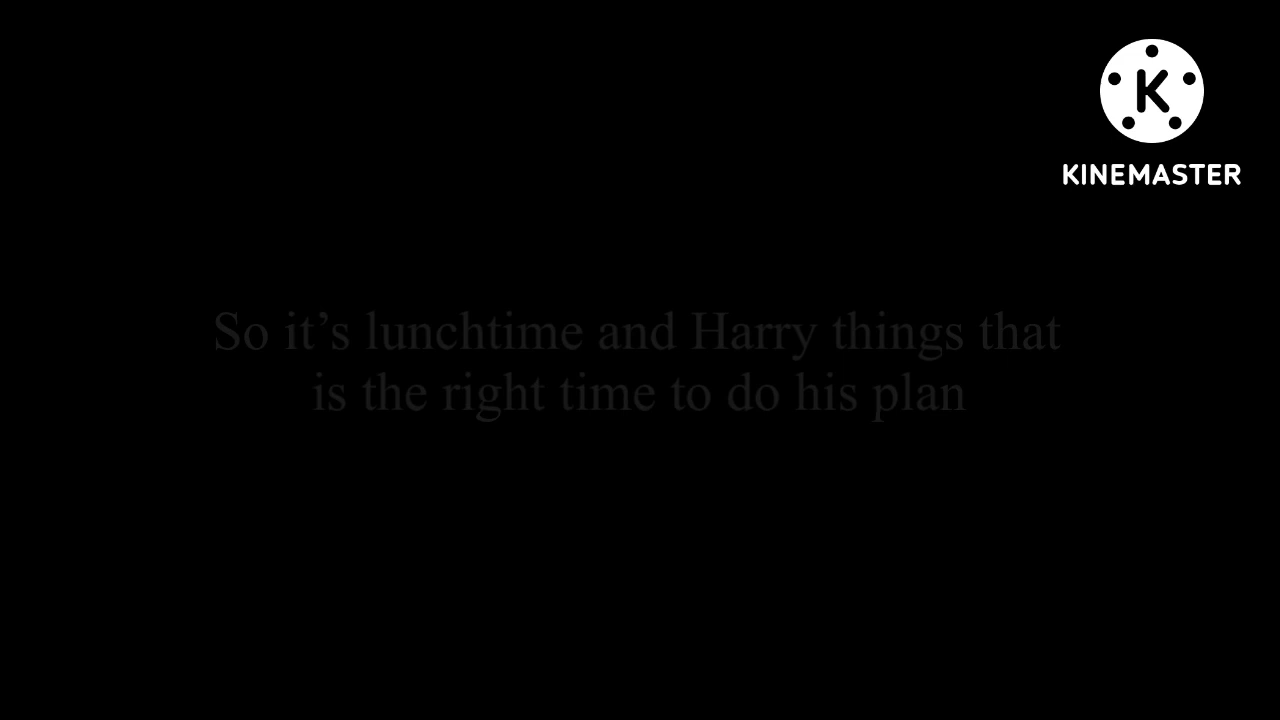 K
KINEMASTER
So it’s lunchtime and Harry things that
is the right time to do his plan